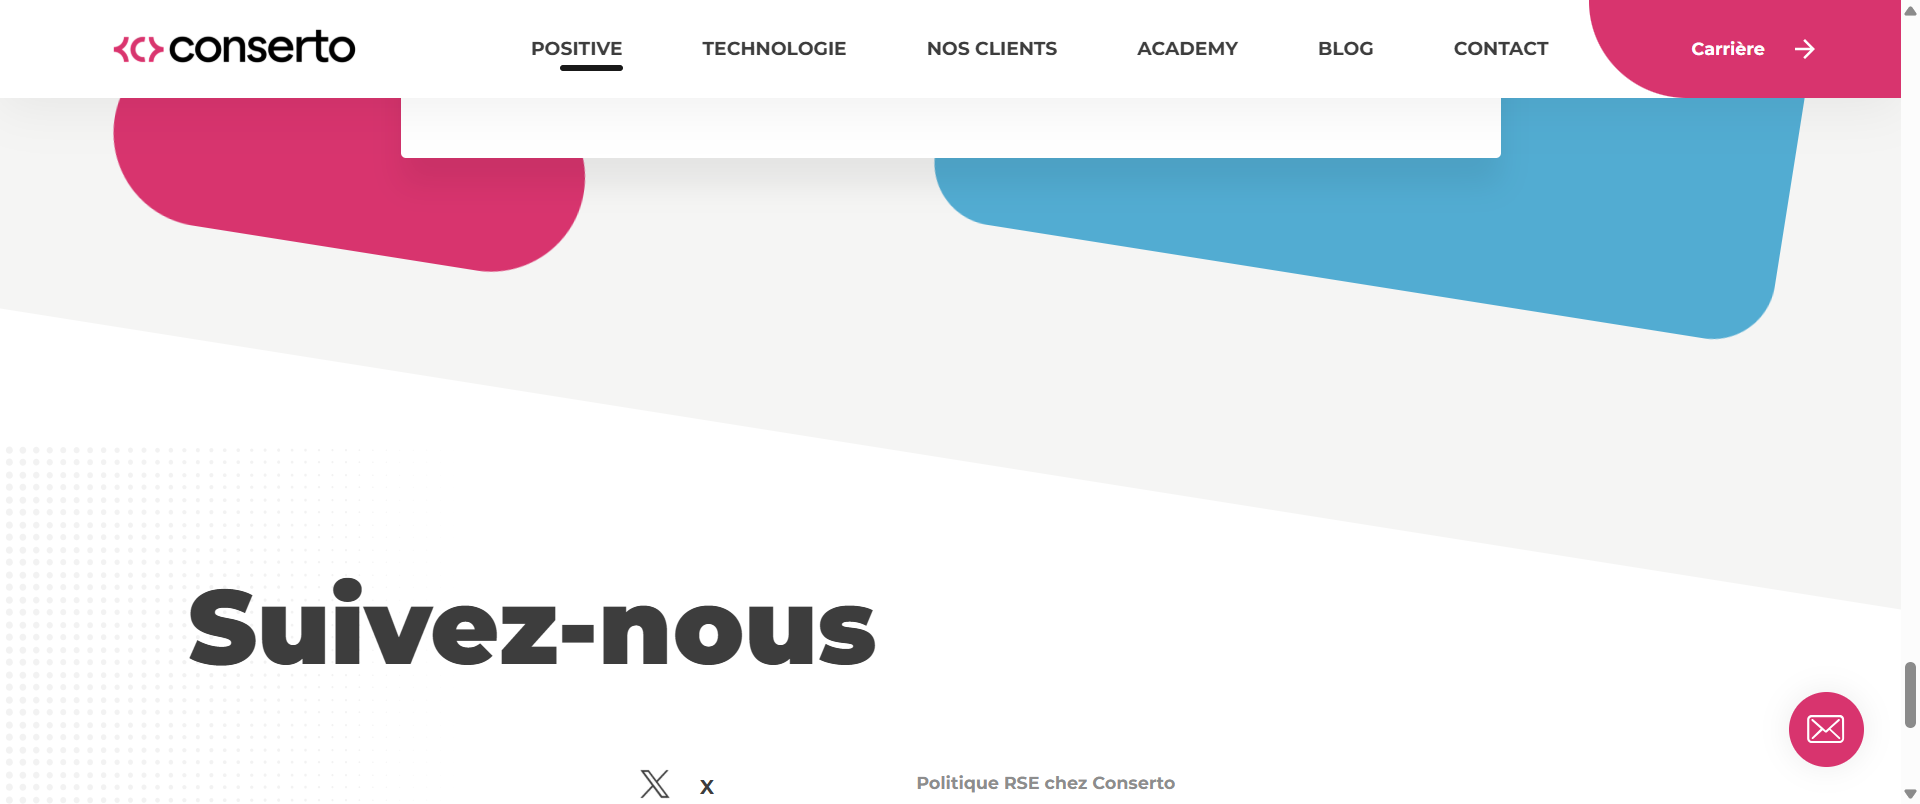 conserto
POSITIVE
TECHNOLOGIE
NOS CLIENTS
ACADEMY
BLOG
CONTACT
Carrière
Suivez-nous
X
Politique RSE chez Conserto